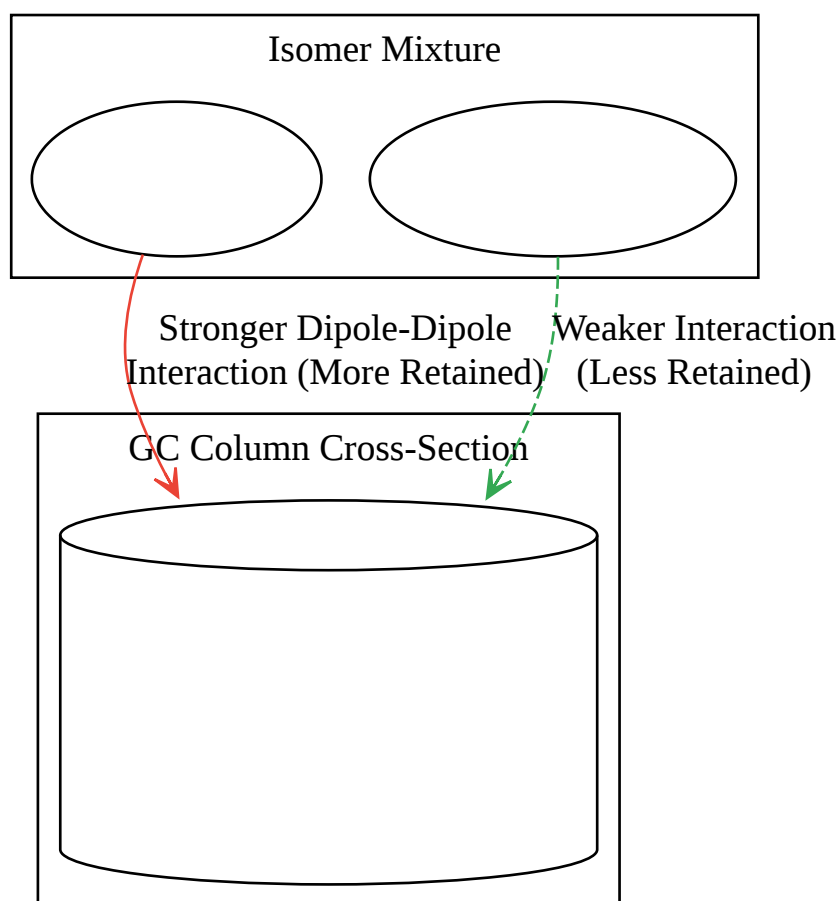 Isomer Mixture
Stronger Dipole-Dipole
Interaction (More Retained)
Weaker Interaction
(Less Retained)
GC Column Cross-Section